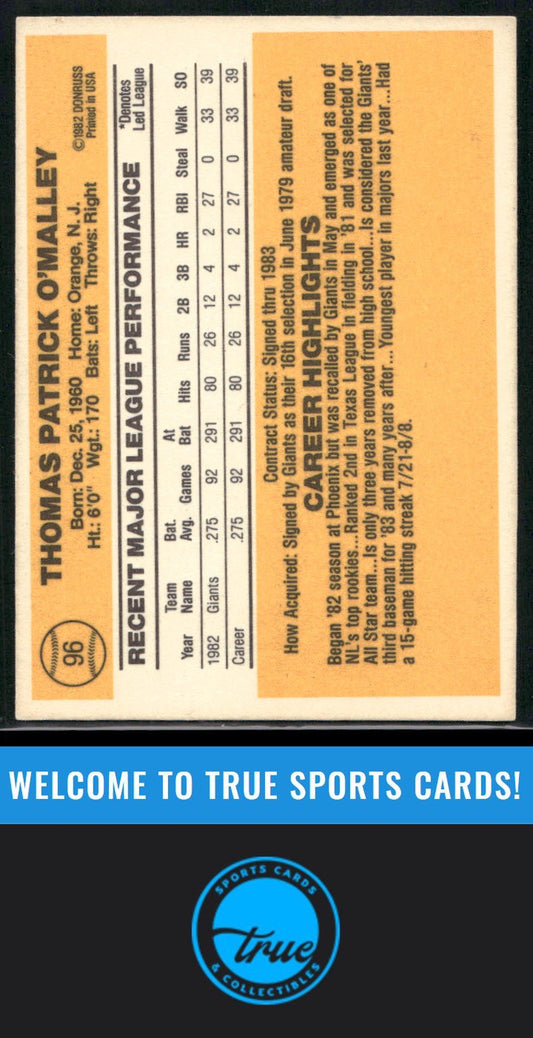 96
THOMAS PATRICK O'MALLEY
Born: Dec. 25, 1960 Home: Orange, N. J.
Ht.: 6'0" Wgt.: 170 Bats: Left Throws: Right
©1982 DONRUSS
Printed in USA
RECENT MAJOR LEAGUE PERFORMANCE
*Denotes
Led League
Year Team Name Bat. Avg. Games At Bat Hits Runs 2B 3B HR RBI Steal Walk SO
1982 Giants .275 92 291 80 26 12 4 2 27 0 33 39
Career .275 92 291 80 26 12 4 2 27 0 33 39
Contract Status: Signed thru 1983
How Acquired: Signed by Giants as their 16th selection in June 1979 amateur draft.
CAREER HIGHLIGHTS
Began '82 season at Phoenix but was recalled by Giants in May and emerged as one of
NL's top rookies...Ranked 2nd in Texas League in fielding in '81 and was selected for
All Star team...Is only three years removed from high school...Is considered the Giants'
third baseman for '83 and many years after...Youngest player in majors last year...Had
a 15-game hitting streak 7/21-8/8.
WELCOME TO TRUE SPORTS CARDS!
SPORTS CARDS
true
& COLLECTIBLES